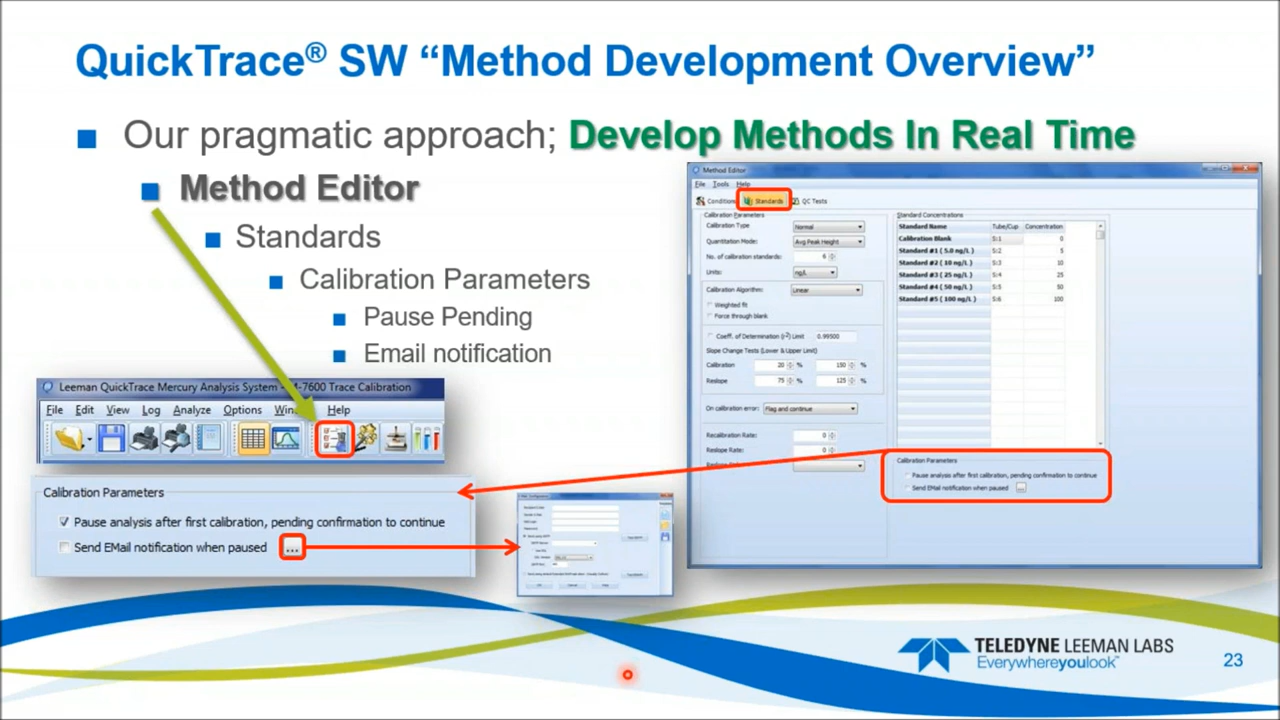 QuickTrace® SW “Method Development Overview”
Our pragmatic approach; Develop Methods In Real Time
Method Editor
Standards
Calibration Parameters
Pause Pending
Email notification
Leeman QuickTrace Mercury Analysis System M-7600 Trace Calibration
File Edit View Log Analyze Options Help
Calibration Parameters
Pause analysis after first calibration, pending confirmation to continue
Send EMail notification when paused ...
Method Editor
File Tools Help
Standards QC Tests
Calibration Parameters
Calibration Type Normal
Quantitation Mode: Avg Peak Height
No. of calibration standards: 6
Units: ng/L
Calibration Algorithm: Linear
Weighted fit
Force through blank
Coeff. of Determination (r²) Limit 0.99500
Slope Change Tests (Lower & Upper Limit)
Calibration 20 % 150 %
Reslope 75 % 125 %
On calibration error: Flag and continue
Recalibration Rate: 0
Reslope Rate: 0
Standard Concentrations
Standard Name Tube/Cup Concentration
Calibration Blank S:1 0
Standard #1 ( 5.0 ng/L ) S:2 5
Standard #2 ( 10 ng/L ) S:3 10
Standard #3 ( 25 ng/L ) S:4 25
Standard #4 ( 50 ng/L ) S:5 50
Standard #5 ( 100 ng/L ) S:6 100
Calibration Parameters
Pause analysis after first calibration, pending confirmation to continue
Send EMail notification when paused ...
TELEDYNE LEEMAN LABS
Everywhereyoulook™
23